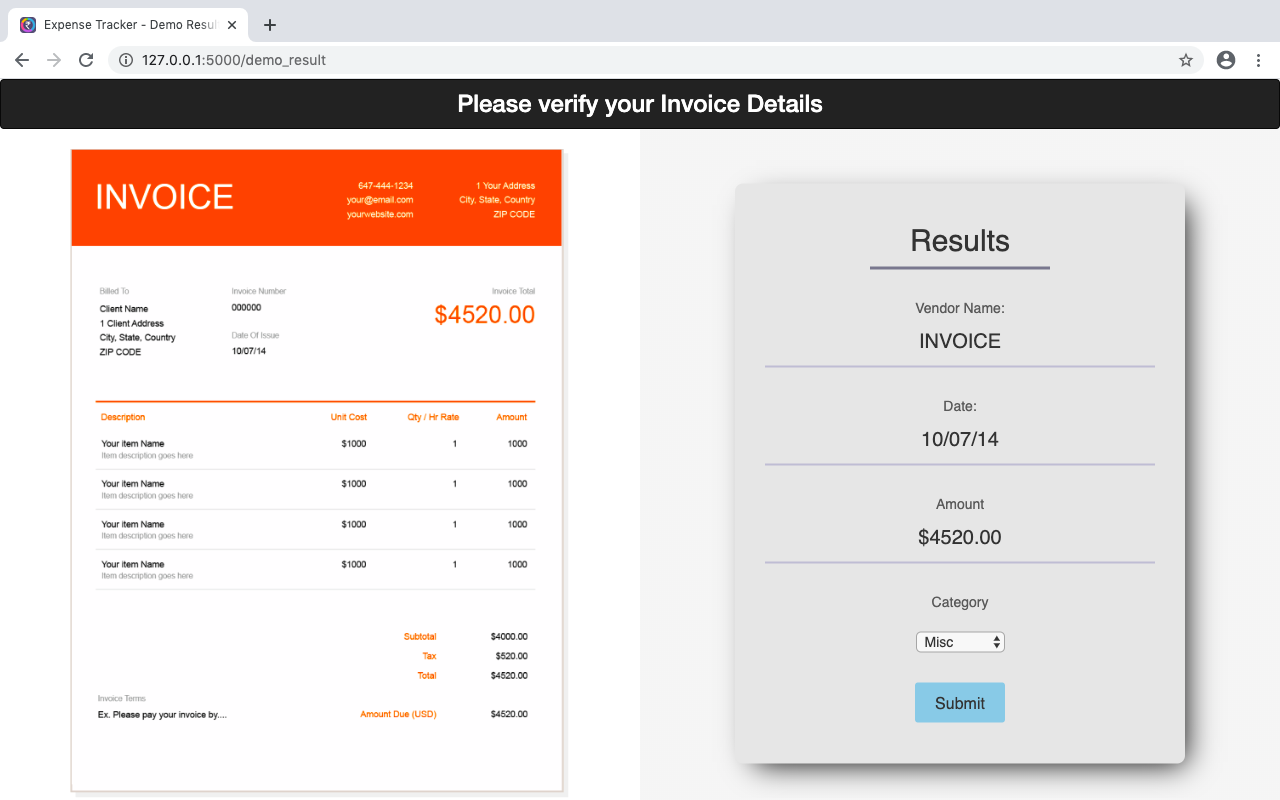 Expense Tracker - Demo Resul
127.0.0.1:5000/demo_result
Please verify your Invoice Details
INVOICE
647-444-1234
your@email.com
yourwebsite.com
1 Your Address
City, State, Country
ZIP CODE
Billed To
Client Name
1 Client Address
City, State, Country
ZIP CODE
Invoice Number
000000
Date Of Issue
10/07/14
Invoice Total
$4520.00
Description Unit Cost Qty / Hr Rate Amount
Your item Name $1000 1 1000
Item description goes here
Your item Name $1000 1 1000
Item description goes here
Your item Name $1000 1 1000
Item description goes here
Your item Name $1000 1 1000
Item description goes here
Subtotal $4000.00
Tax $520.00
Total $4520.00
Invoice Terms
Ex. Please pay your invoice by.... Amount Due (USD) $4520.00
Results
Vendor Name:
INVOICE
Date:
10/07/14
Amount
$4520.00
Category
Misc
Submit